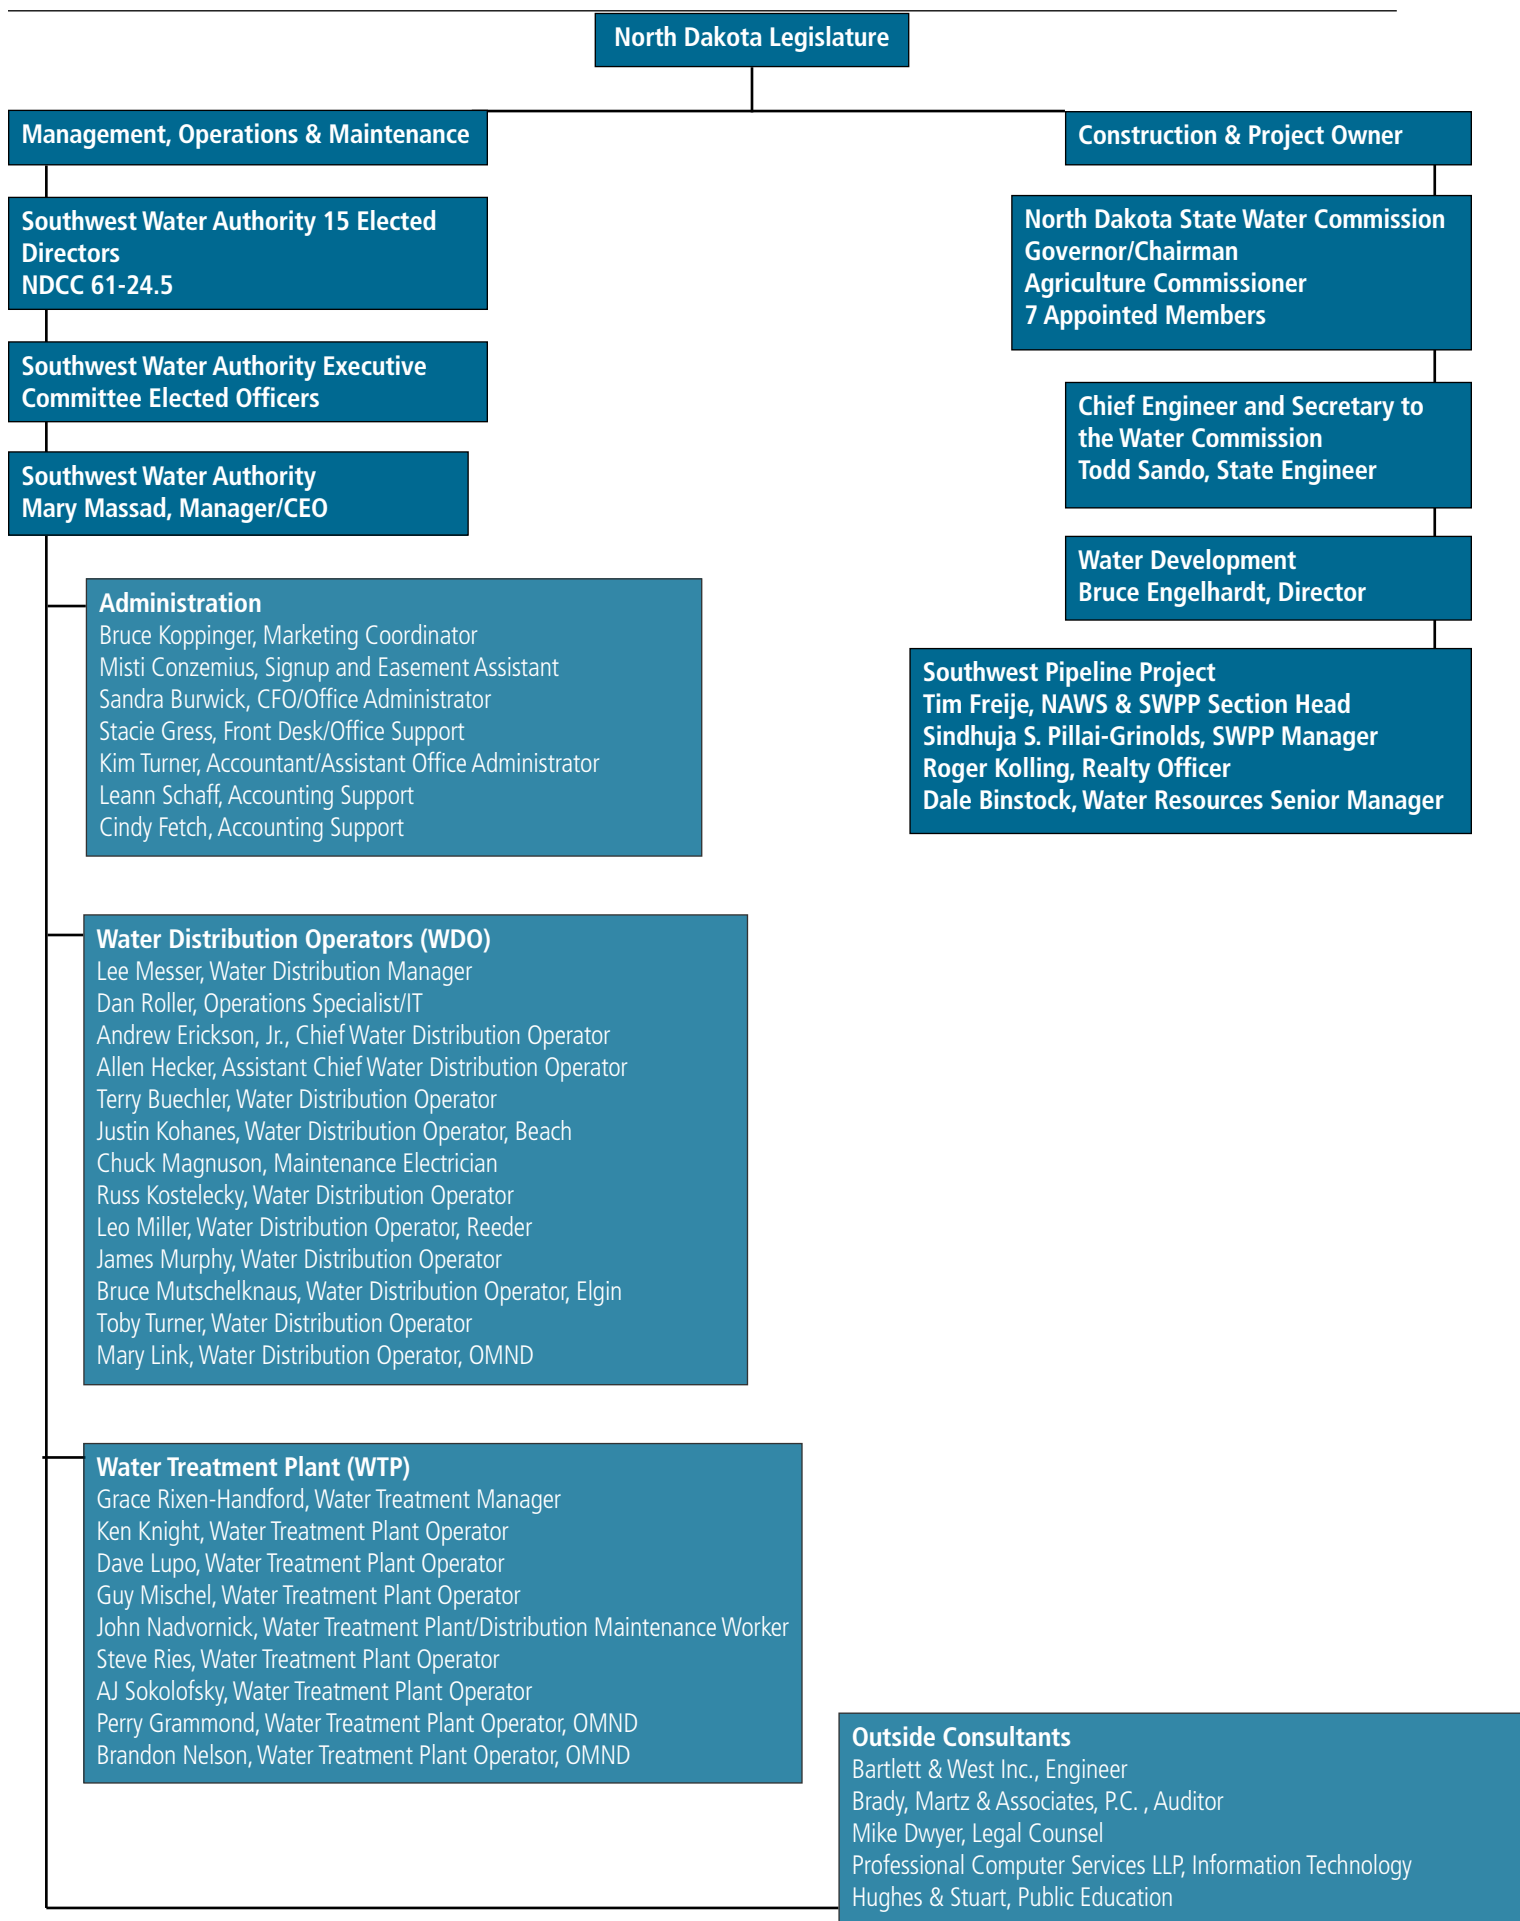 North Dakota Legislature
Management, Operations & Maintenance
Southwest Water Authority 15 Elected
Directors
NDCC 61-24.5
Southwest Water Authority Executive
Committee Elected Officers
Southwest Water Authority
Mary Massad, Manager/CEO
Administration
Bruce Koppinger, Marketing Coordinator
Misti Conzemius, Signup and Easement Assistant
Sandra Burwick, CFO/Office Administrator
Stacie Gress, Front Desk/Office Support
Kim Turner, Accountant/Assistant Office Administrator
Leann Schaff, Accounting Support
Cindy Fetch, Accounting Support
Water Distribution Operators (WDO)
Lee Messer, Water Distribution Manager
Dan Roller, Operations Specialist/IT
Andrew Erickson, Jr., Chief Water Distribution Operator
Allen Hecker, Assistant Chief Water Distribution Operator
Terry Buechler, Water Distribution Operator
Justin Kohanes, Water Distribution Operator, Beach
Chuck Magnuson, Maintenance Electrician
Russ Kostelecky, Water Distribution Operator
Leo Miller, Water Distribution Operator, Reeder
James Murphy, Water Distribution Operator
Bruce Mutschelknaus, Water Distribution Operator, Elgin
Toby Turner, Water Distribution Operator
Mary Link, Water Distribution Operator, OMND
Water Treatment Plant (WTP)
Grace Rixen-Handford, Water Treatment Manager
Ken Knight, Water Treatment Plant Operator
Dave Lupo, Water Treatment Plant Operator
Guy Mischel, Water Treatment Plant Operator
John Nadvornick, Water Treatment Plant/Distribution Maintenance Worker
Steve Ries, Water Treatment Plant Operator
AJ Sokolofsky, Water Treatment Plant Operator
Perry Grammond, Water Treatment Plant Operator, OMND
Brandon Nelson, Water Treatment Plant Operator, OMND
Construction & Project Owner
North Dakota State Water Commission
Governor/Chairman
Agriculture Commissioner
7 Appointed Members
Chief Engineer and Secretary to
the Water Commission
Todd Sando, State Engineer
Water Development
Bruce Engelhardt, Director
Southwest Pipeline Project
Tim Freije, NAWS & SWPP Section Head
Sindhuja S. Pillai-Grinolds, SWPP Manager
Roger Kolling, Realty Officer
Dale Binstock, Water Resources Senior Manager
Outside Consultants
Bartlett & West Inc., Engineer
Brady, Martz & Associates, P.C. , Auditor
Mike Dwyer, Legal Counsel
Professional Computer Services LLP, Information Technology
Hughes & Stuart, Public Education